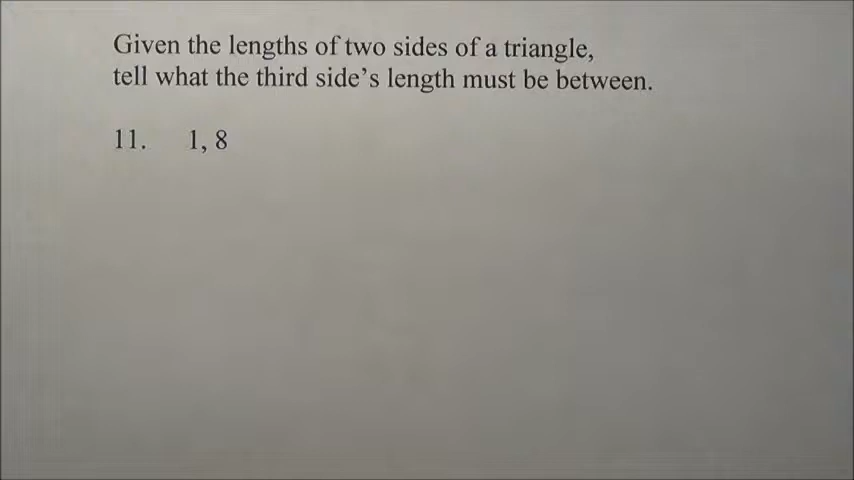 Given the lengths of two sides of a triangle,
tell what the third side’s length must be between.
11. 1, 8